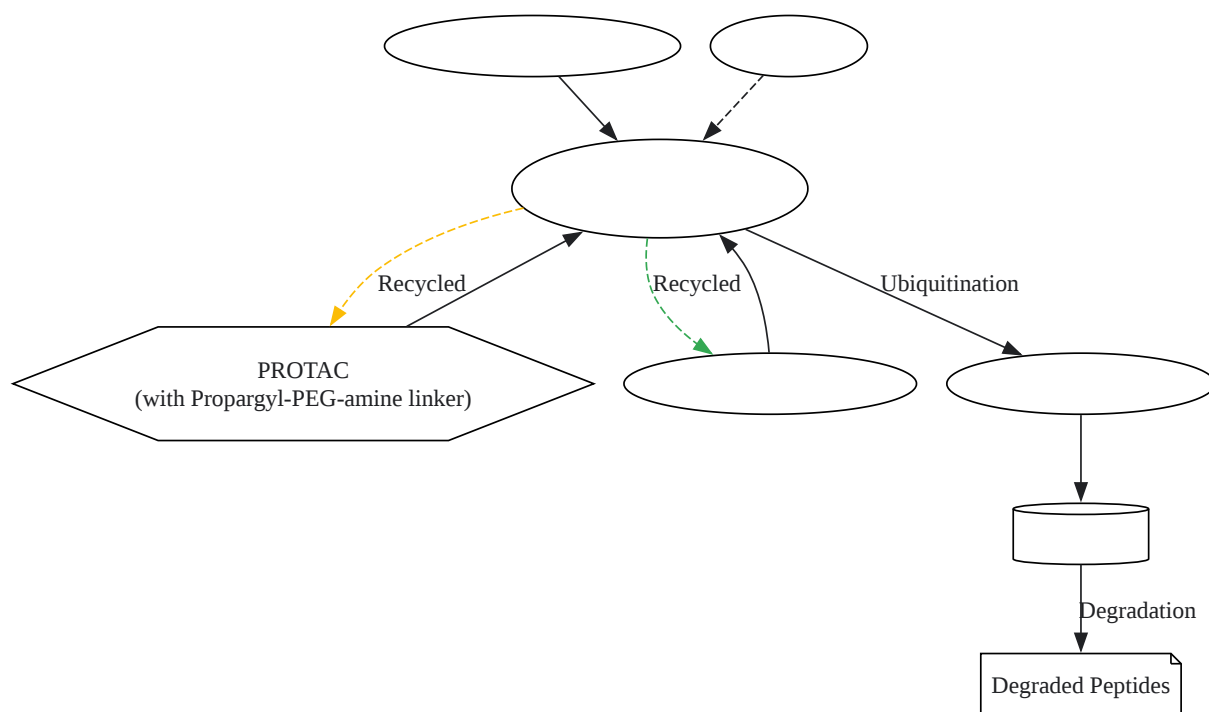 Recycled
Recycled
Ubiquitination
PROTAC
(with Propargyl-PEG-amine linker)
Degradation
Degraded Peptides